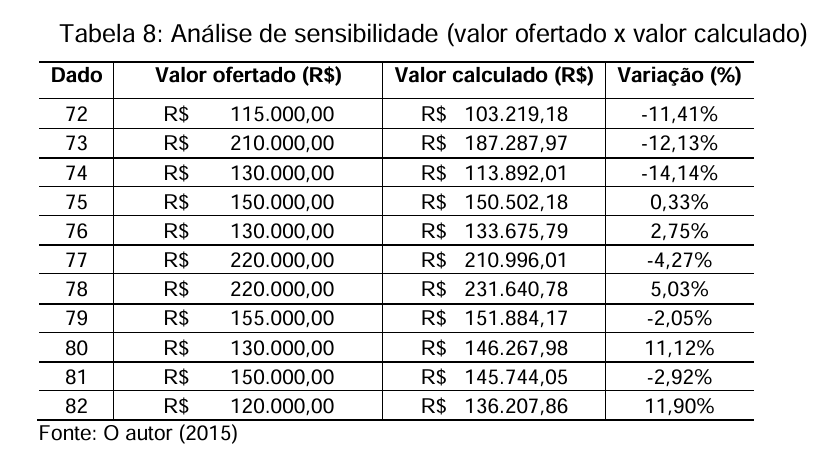 Tabela 8: Análise de sensibilidade (valor ofertado x valor calculado)
Dado Valor ofertado (R$) Valor calculado (R$) Variação (%)
72 R$ 115.000,00 R$ 103.219,18 -11,41%
73 R$ 210.000,00 R$ 187.287,97 -12,13%
74 R$ 130.000,00 R$ 113.892,01 -14,14%
75 R$ 150.000,00 R$ 150.502,18 0,33%
76 R$ 130.000,00 R$ 133.675,79 2,75%
77 R$ 220.000,00 R$ 210.996,01 -4,27%
78 R$ 220.000,00 R$ 231.640,78 5,03%
79 R$ 155.000,00 R$ 151.884,17 -2,05%
80 R$ 130.000,00 R$ 146.267,98 11,12%
81 R$ 150.000,00 R$ 145.744,05 -2,92%
82 R$ 120.000,00 R$ 136.207,86 11,90%
Fonte: O autor (2015)